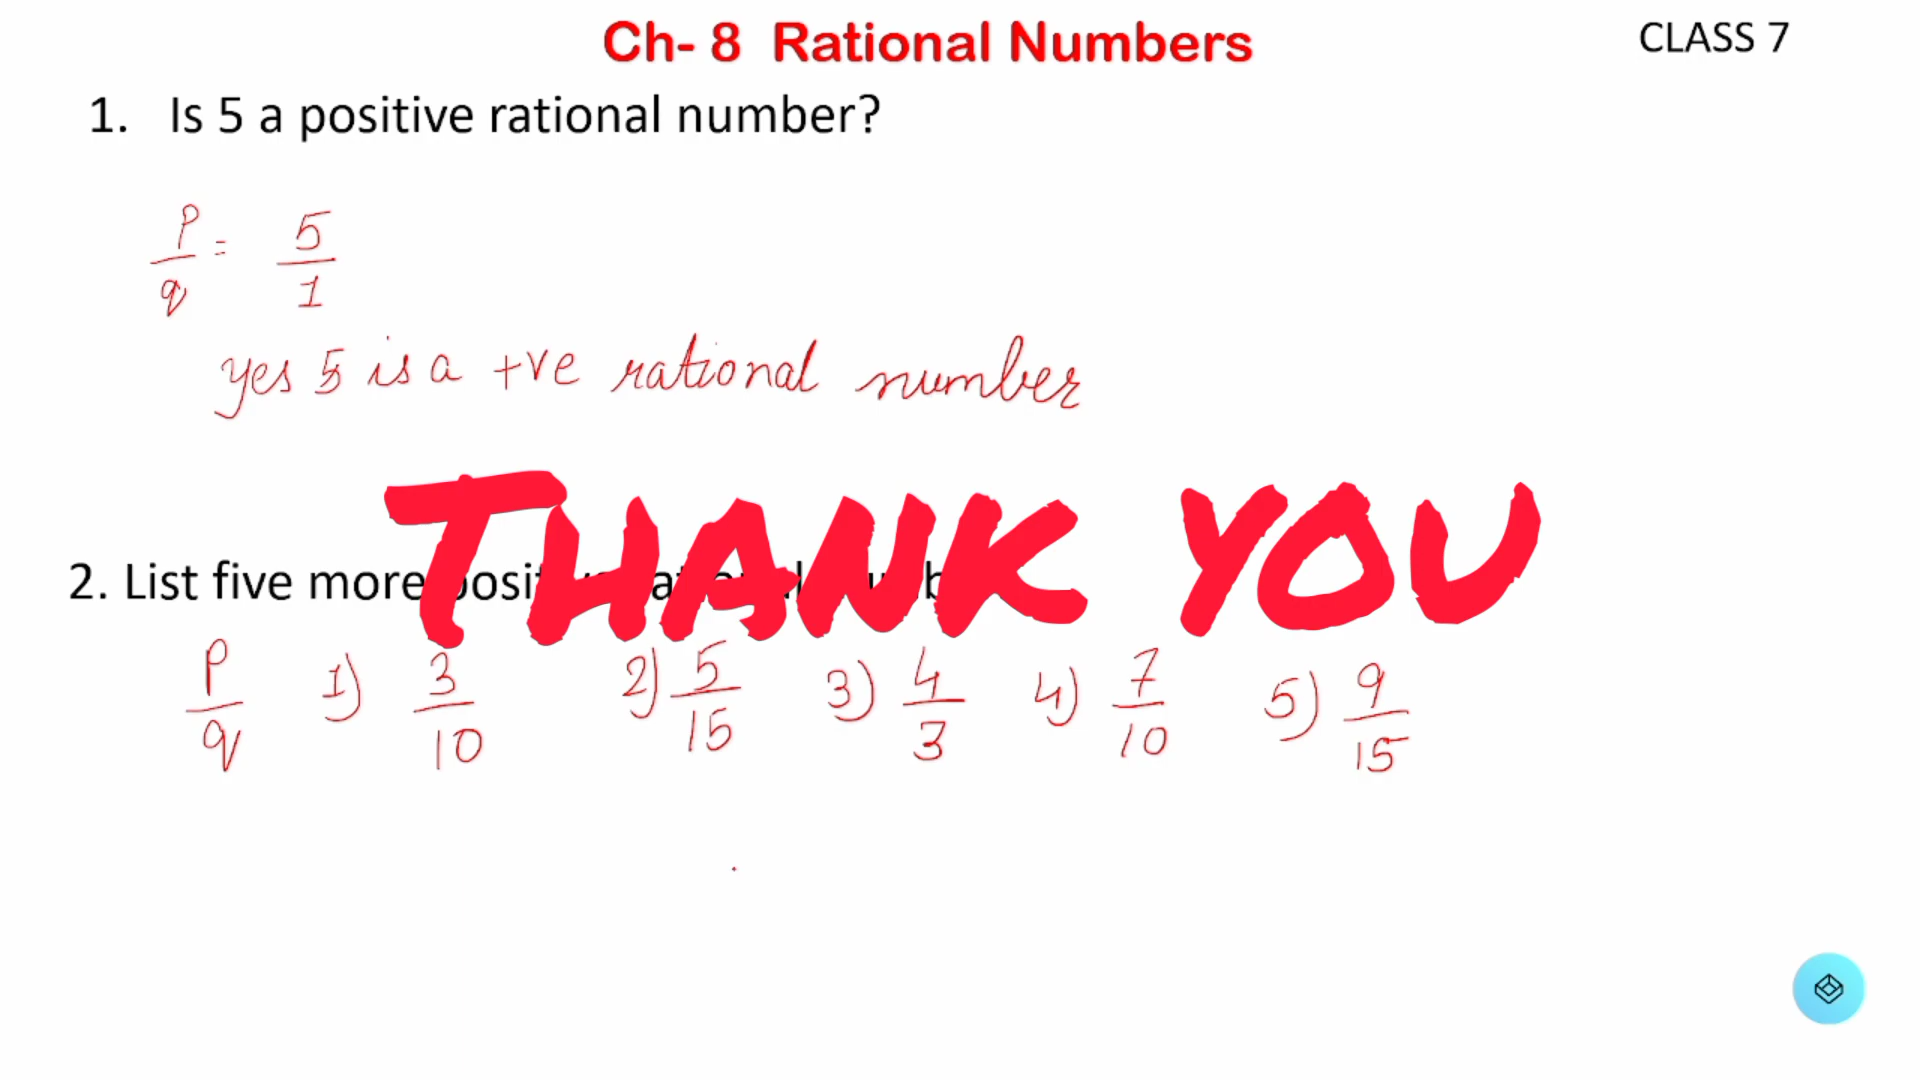 Ch- 8 Rational Numbers
CLASS 7
1. Is 5 a positive rational number?
p/q = 5/1
yes 5 is a +ve rational number
THANK YOU
2. List five more
p/q 1) 3/10 2) 5/15 3) 4/3 4) 7/10 5) 9/15